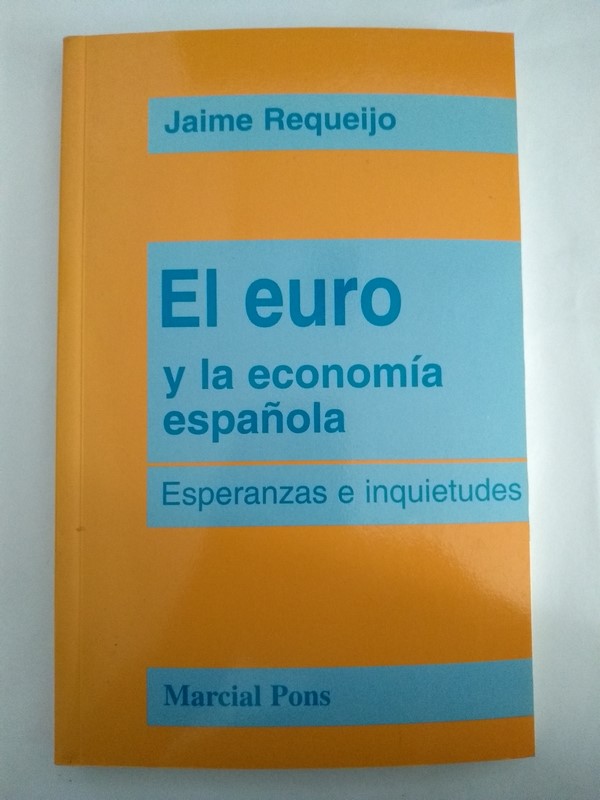 Jaime Requeijo
El euro
y la economía
española
Esperanzas e inquietudes
Marcial Pons